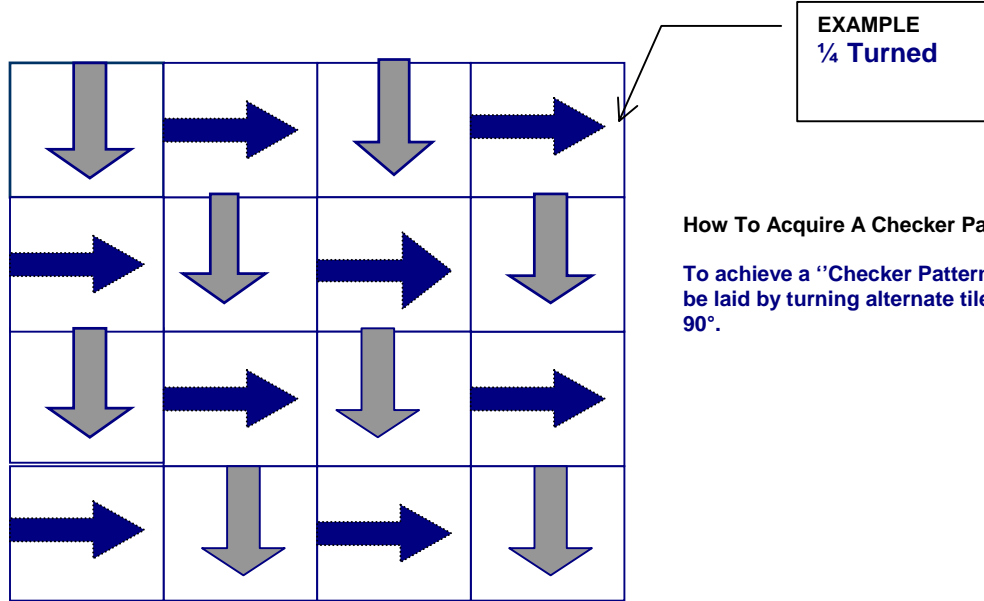 EXAMPLE
¼ Turned
How To Acquire A Checker Pa
To achieve a ‘’Checker Pattern
be laid by turning alternate tile
90°.